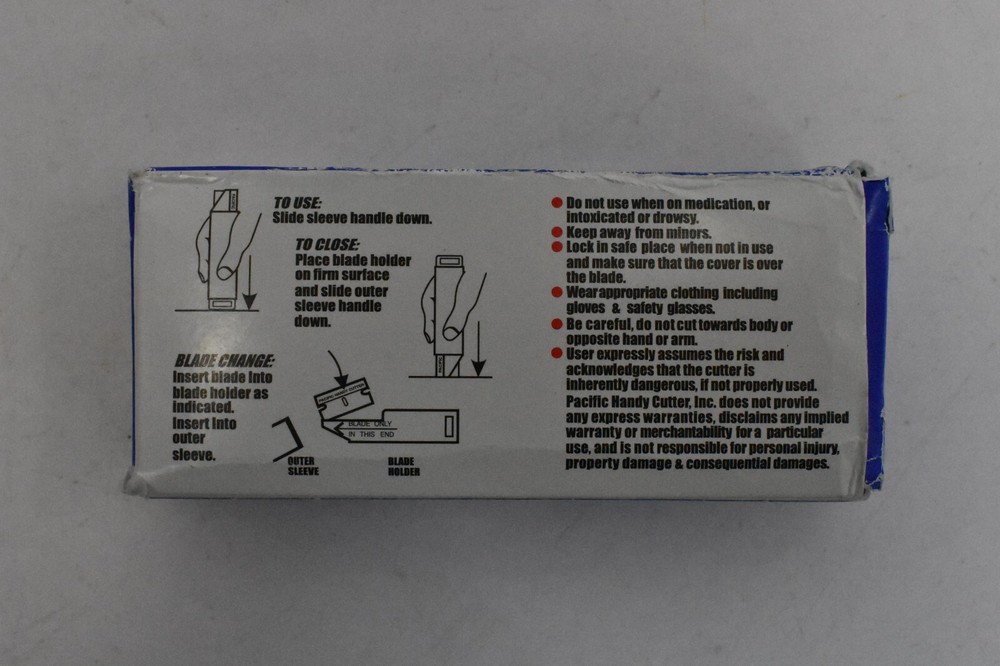 TO USE:
Slide sleeve handle down.
TO CLOSE:
Place blade holder
on firm surface
and slide outer
sleeve handle
down.
BLADE CHANGE:
Insert blade Into
blade holder as
indicated.
Insert Into
outer
sleeve.
PACIFIC HANDY CUTTER
BLADE ONLY
IN THIS END
OUTER
SLEEVE
BLADE
HOLDER
Do not use when on medication, or
intoxicated or drowsy.
Keep away from minors.
Lock in safe place when not in use
and make sure that the cover is over
the blade.
Wear appropriate clothing including
gloves & safety glasses.
Be careful, do not cut towards body or
opposite hand or arm.
User expressly assumes the risk and
acknowledges that the cutter is
inherently dangerous, if not properly used.
Pacific Handy Cutter, Inc. does not provide
any express warranties, disclaims any implied
warranty or merchantability for a particular
use, and is not responsible for personal injury,
property damage & consequential damages.